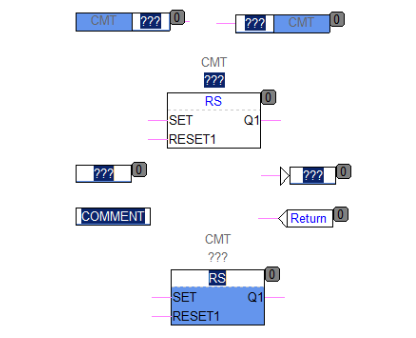 CMT ??? 0 ??? CMT 0
CMT
???
RS 0
SET Q1
RESET1
??? 0 ??? 0
COMMENT Return 0
CMT
???
RS 0
SET Q1
RESET1